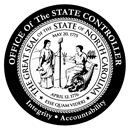 OFFICE Of The STATE CONTROLLER
THE GREAT SEAL OF THE STATE OF NORTH CAROLINA
MAY 20, 1775
APRIL 12, 1776
ESSE QUAM VIDERI
Integrity • Accountability